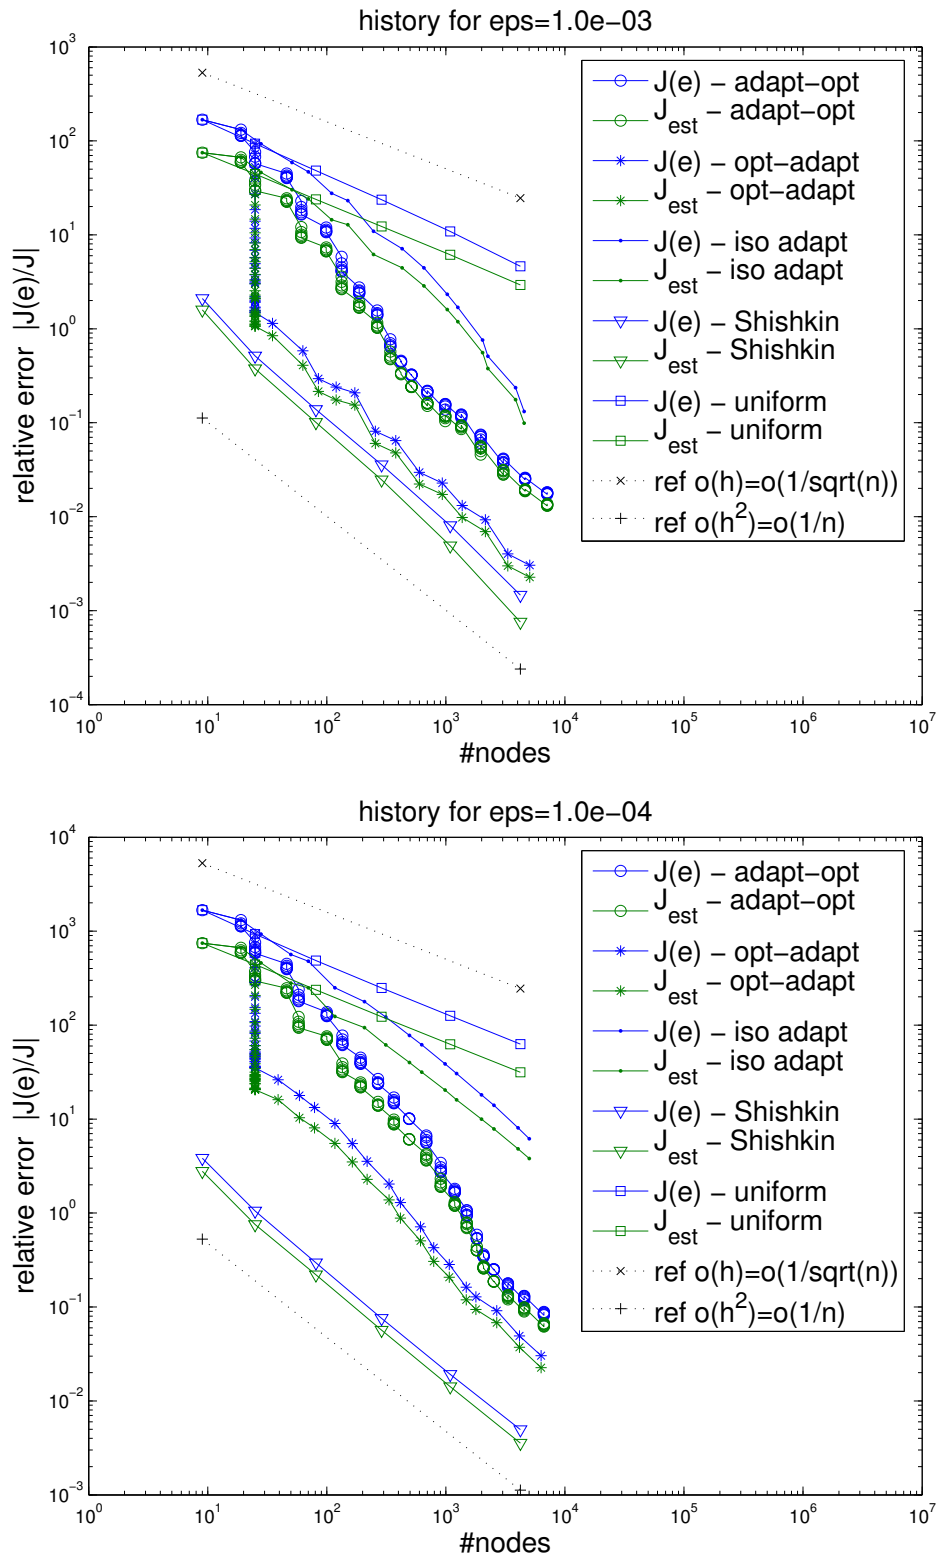 history for eps=1.0e−03
relative error |J(e)/J|
10^3
10^2
10^1
10^0
10^−1
10^−2
10^−3
10^−4
J(e) − adapt−opt
J_est − adapt−opt
J(e) − opt−adapt
J_est − opt−adapt
J(e) − iso adapt
J_est − iso adapt
J(e) − Shishkin
J_est − Shishkin
J(e) − uniform
J_est − uniform
ref o(h)=o(1/sqrt(n))
ref o(h^2)=o(1/n)
10^0 10^1 10^2 10^3 10^4 10^5 10^6 10^7
#nodes
history for eps=1.0e−04
relative error |J(e)/J|
10^4
10^3
10^2
10^1
10^0
10^−1
10^−2
10^−3
J(e) − adapt−opt
J_est − adapt−opt
J(e) − opt−adapt
J_est − opt−adapt
J(e) − iso adapt
J_est − iso adapt
J(e) − Shishkin
J_est − Shishkin
J(e) − uniform
J_est − uniform
ref o(h)=o(1/sqrt(n))
ref o(h^2)=o(1/n)
10^0 10^1 10^2 10^3 10^4 10^5 10^6 10^7
#nodes